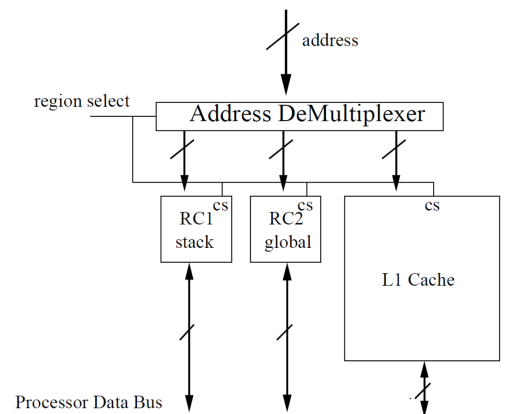 address
region select
Address DeMultiplexer
cs
cs
cs
RC1
stack
RC2
global
L1 Cache
Processor Data Bus